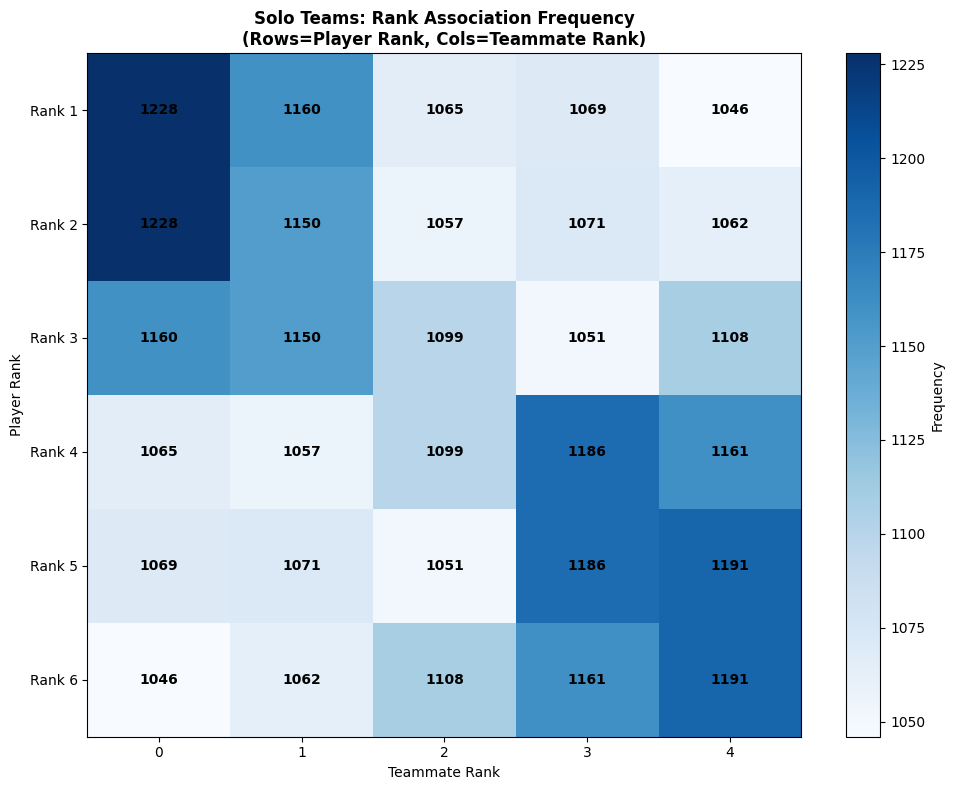 Solo Teams: Rank Association Frequency
(Rows=Player Rank, Cols=Teammate Rank)
Rank 1 1228 1160 1065 1069 1046
Rank 2 1228 1150 1057 1071 1062
Rank 3 1160 1150 1099 1051 1108
Rank 4 1065 1057 1099 1186 1161
Rank 5 1069 1071 1051 1186 1191
Rank 6 1046 1062 1108 1161 1191
0 1 2 3 4
Teammate Rank
Player Rank
1225
1200
1175
1150
1125
1100
1075
1050
Frequency